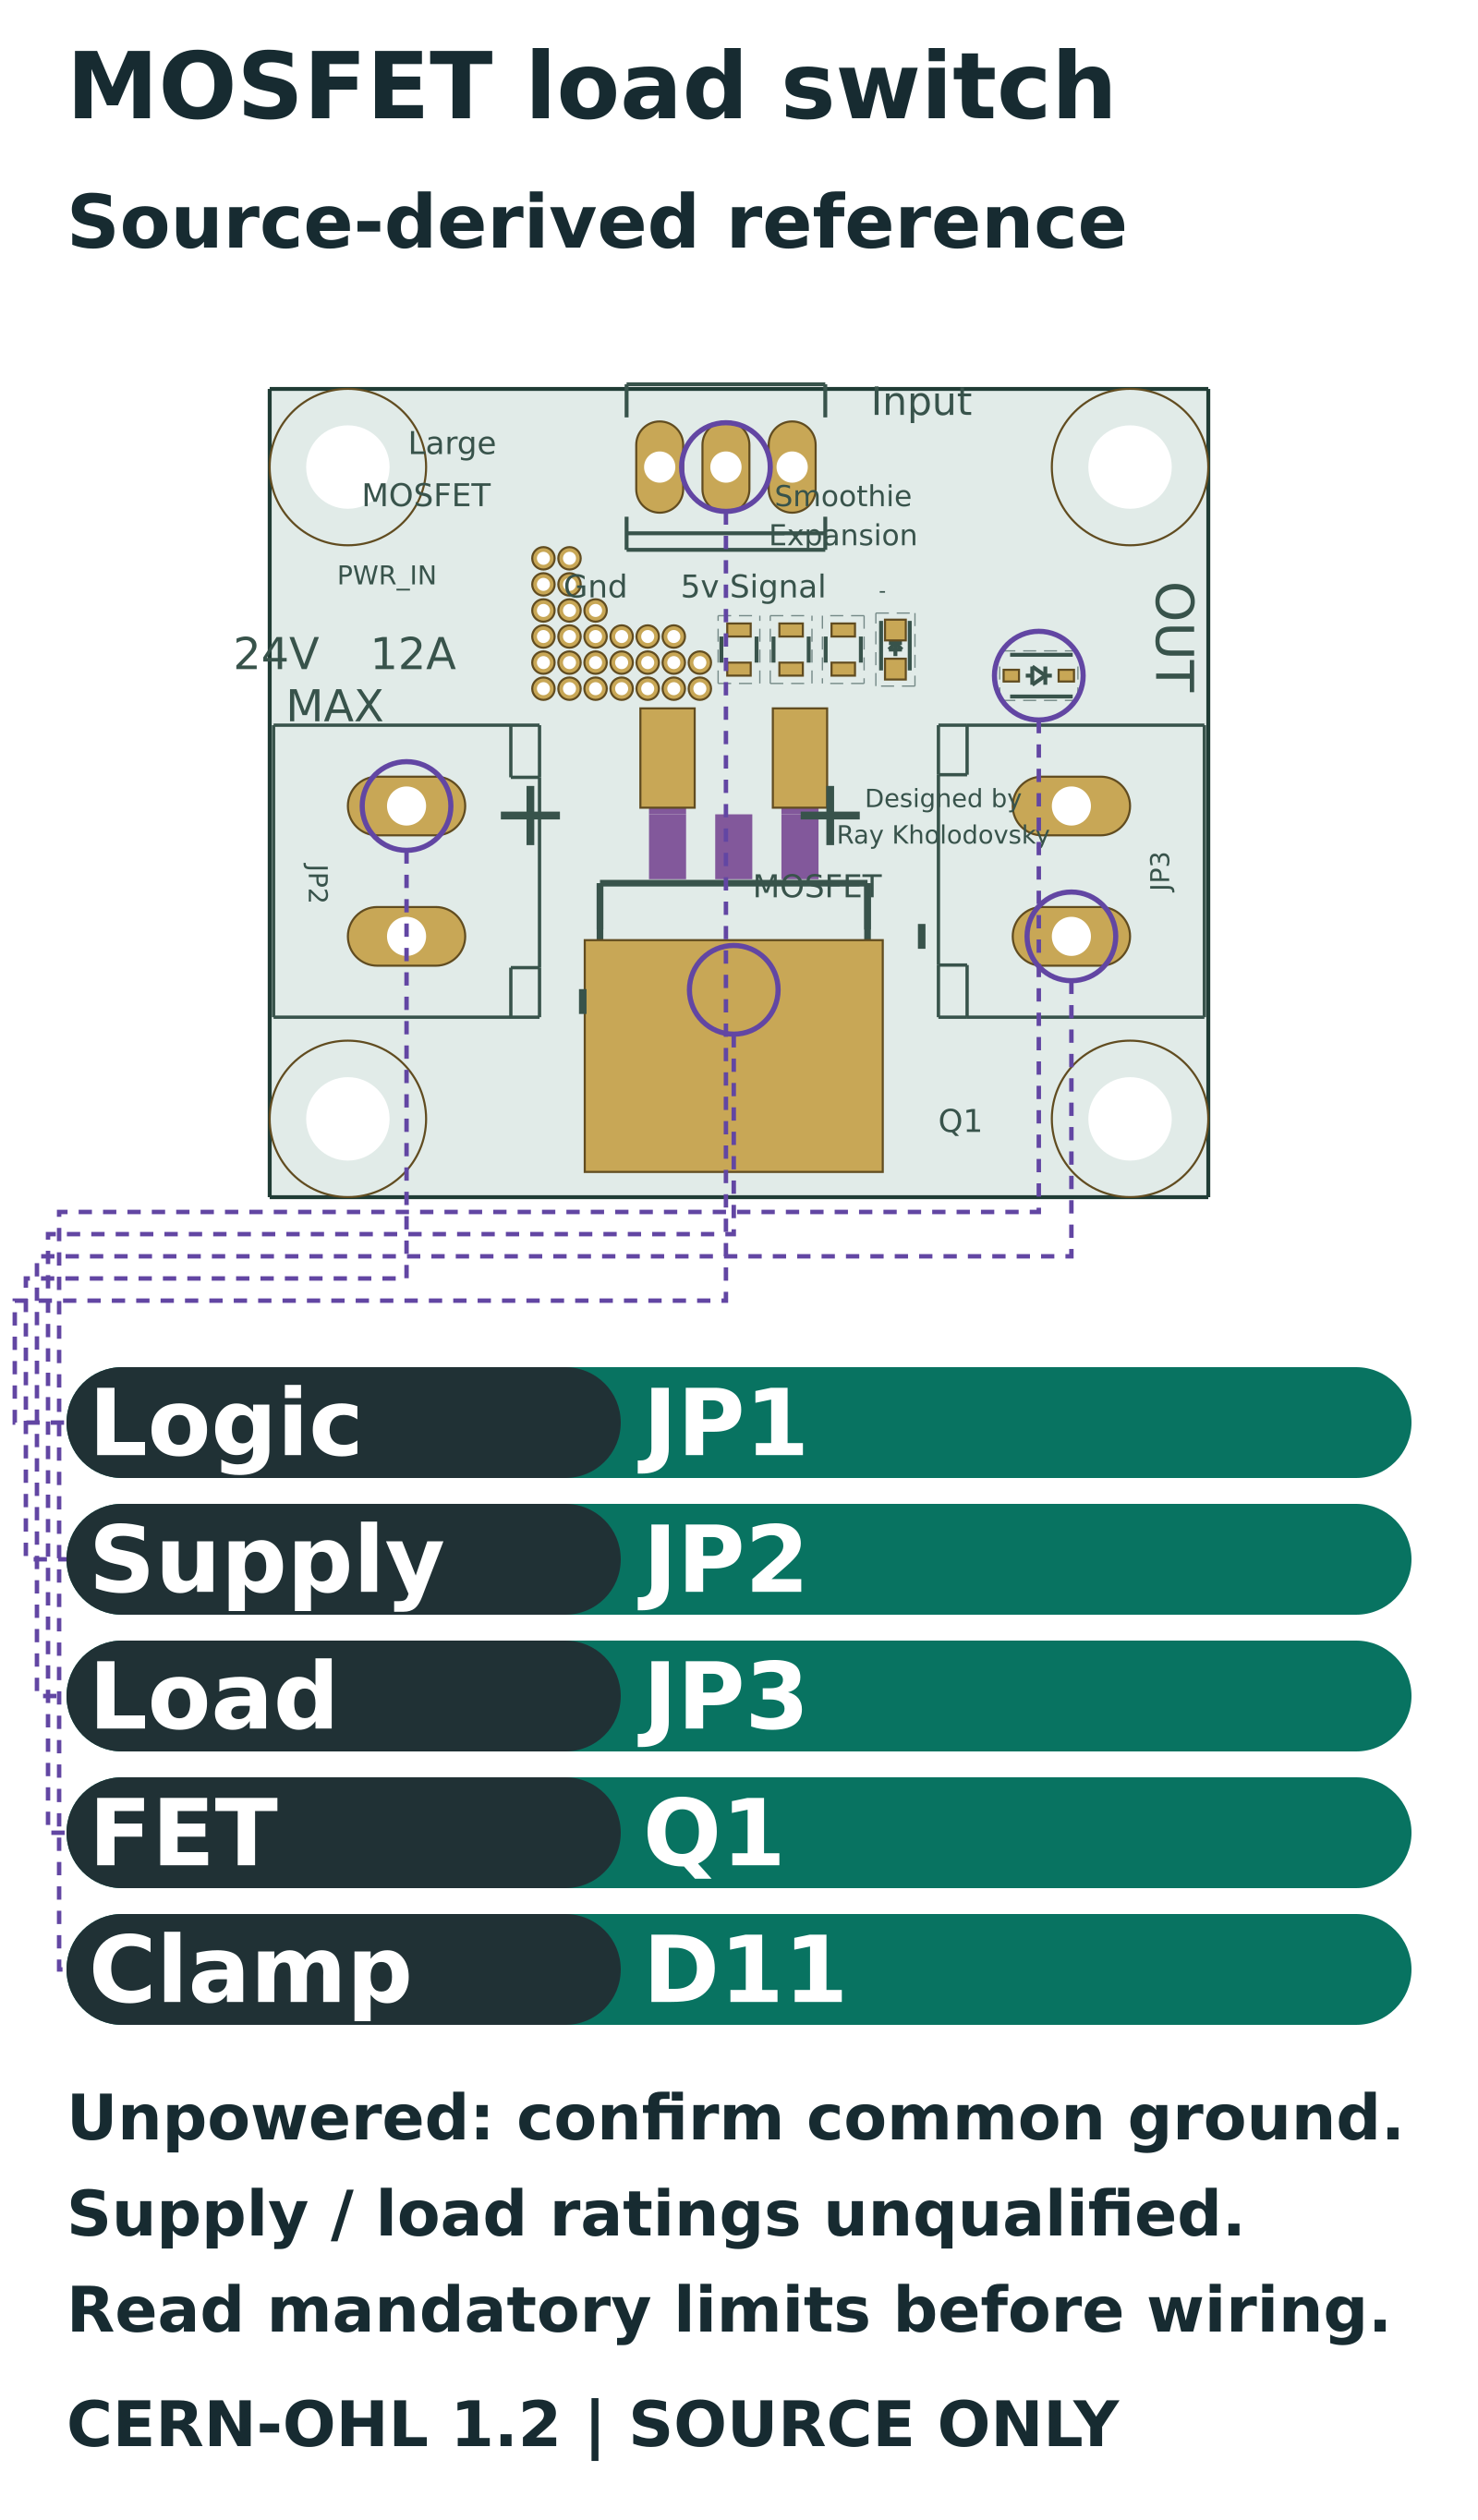 MOSFET load switch
Source-derived reference
Input
Large
MOSFET
Smoothie
Expansion
PWR_IN
Gnd
5v Signal
-
OUT
24V 12A
MAX
+
+
Designed by
Ray Kholodovsky
JP2
JP3
MOSFET
-
-
Q1
Logic JP1
Supply JP2
Load JP3
FET Q1
Clamp D11
Unpowered: confirm common ground.
Supply / load ratings unqualified.
Read mandatory limits before wiring.
CERN-OHL 1.2 | SOURCE ONLY